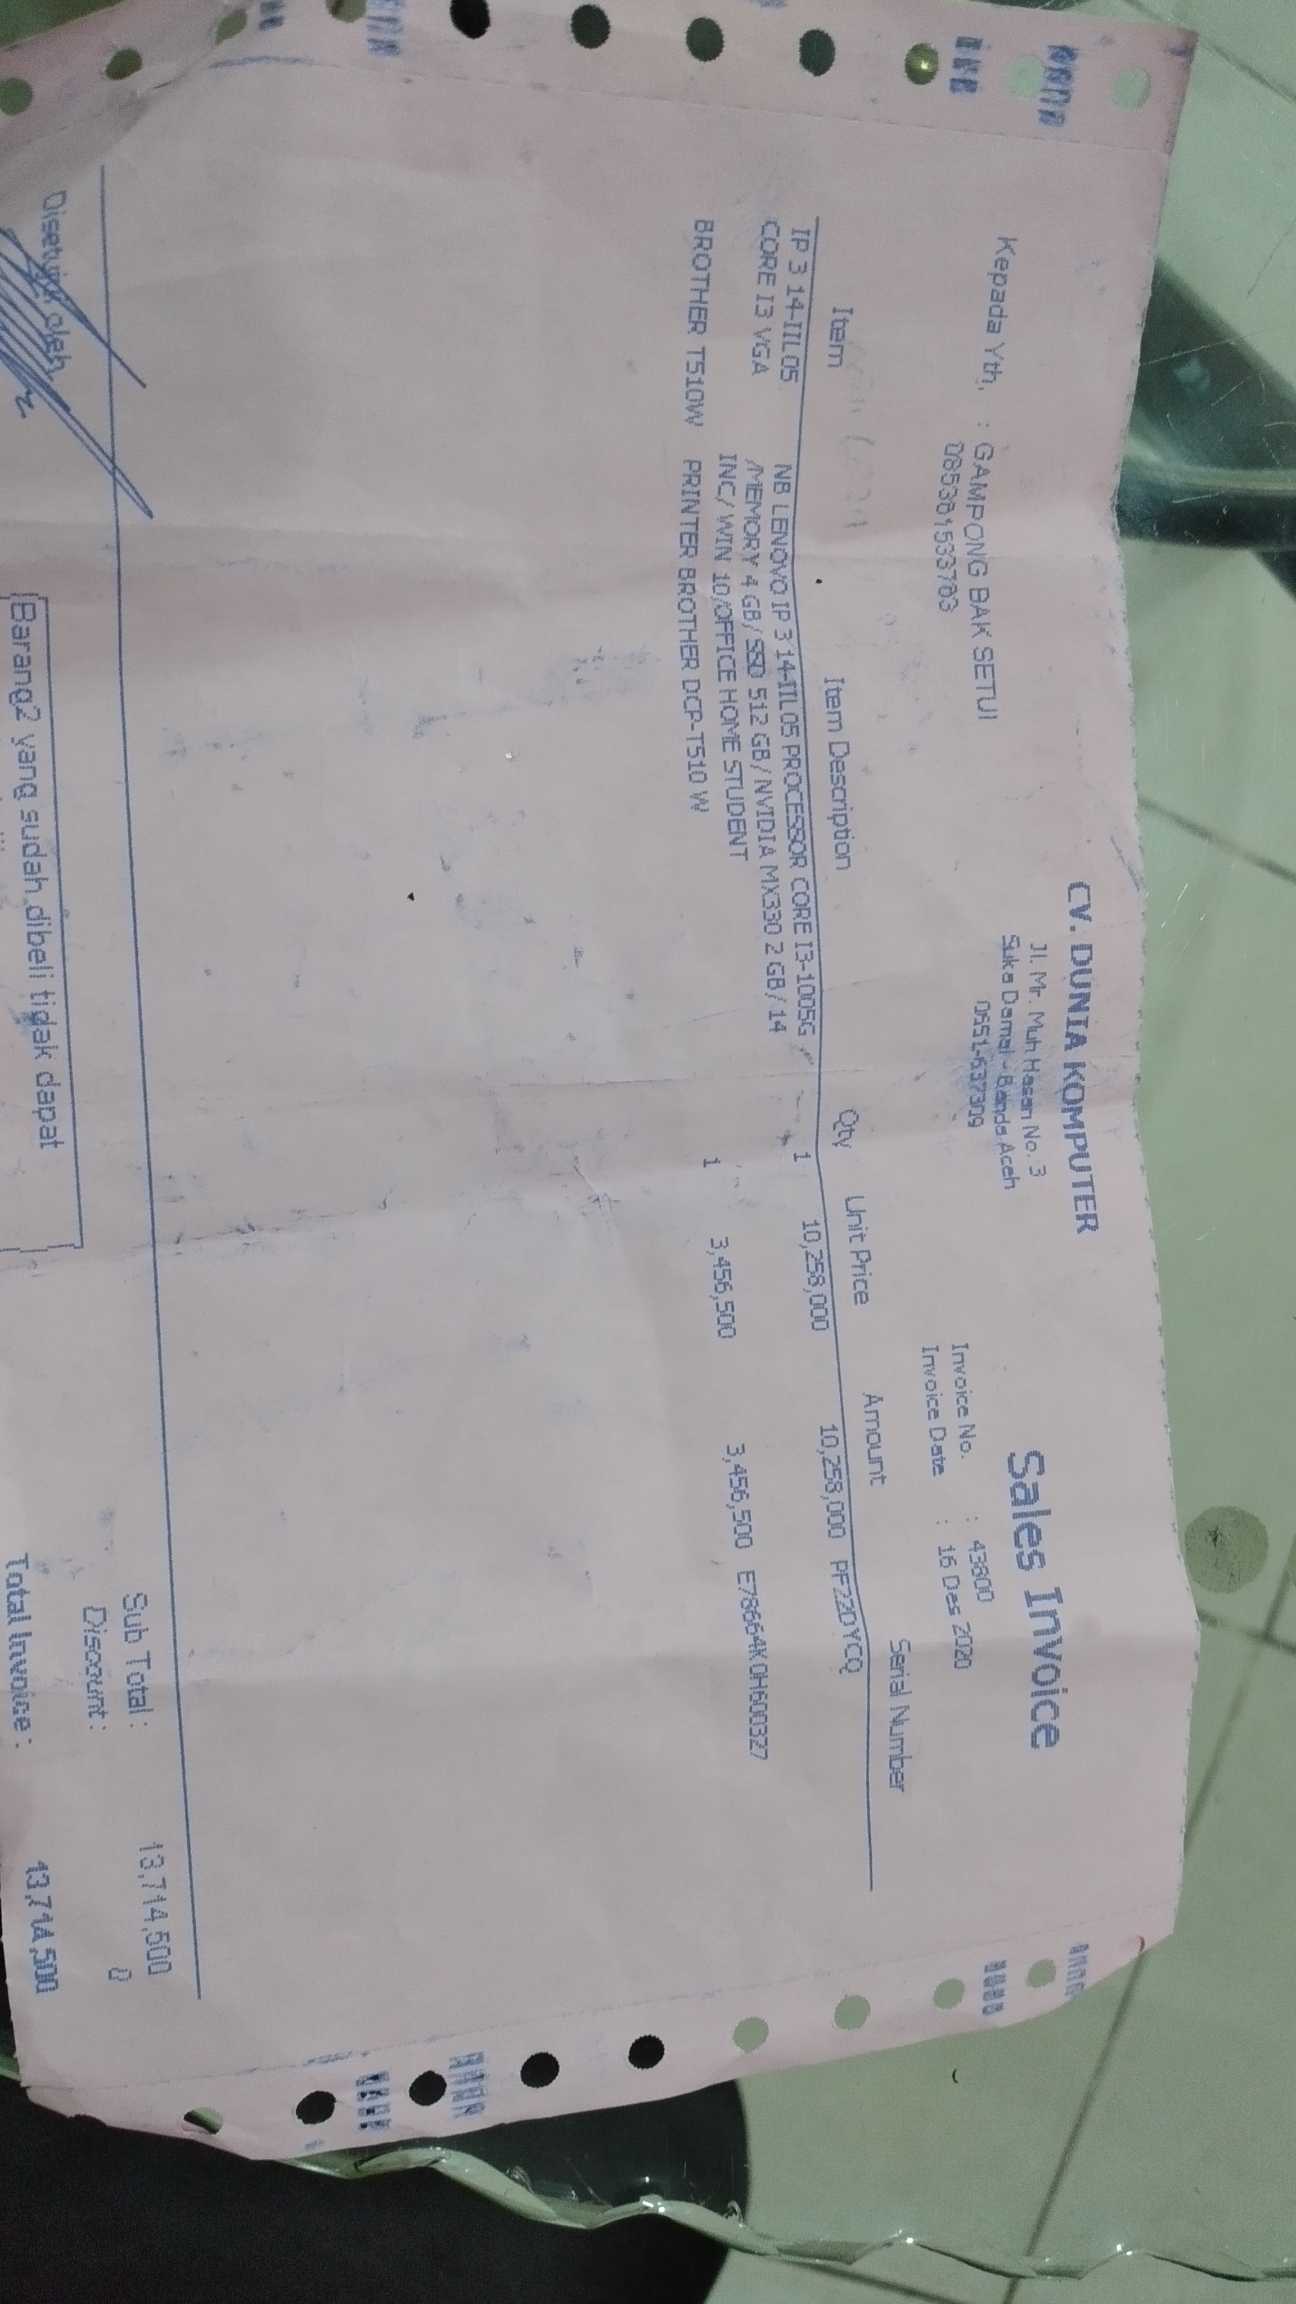 CV. DUNIA KOMPUTER
Jl. Mr. Muh Hasan No. 3
Suka Damai - Banda Aceh
0651-637309
Sales Invoice
Kepada Yth, : GAMPONG BAK SETUI
Invoice No. : 43800
Invoice Date : 16 Des 2020
Item Item Description Qty Unit Price Amount Serial Number
IP 3 14-IIL05 NB LENOVO IP 3 14-IIL05 PROCESSOR CORE I3-1005G 1 10,258,000 10,258,000 PF22DYCQ
CORE I3 VGA /MEMORY 4 GB/ SSD 512 GB/ NVIDIA MX330 2 GB/ 14
INC/ WIN 10/OFFICE HOME STUDENT
BROTHER T510W PRINTER BROTHER DCP-T510 W 1 3,456,500 3,456,500 E78664K0H600327
Sub Total : 13,714,500
Discount : 0
Total Invoice : 13,714,500
Disetujui oleh,
Barang2 yang sudah dibeli tidak dapat